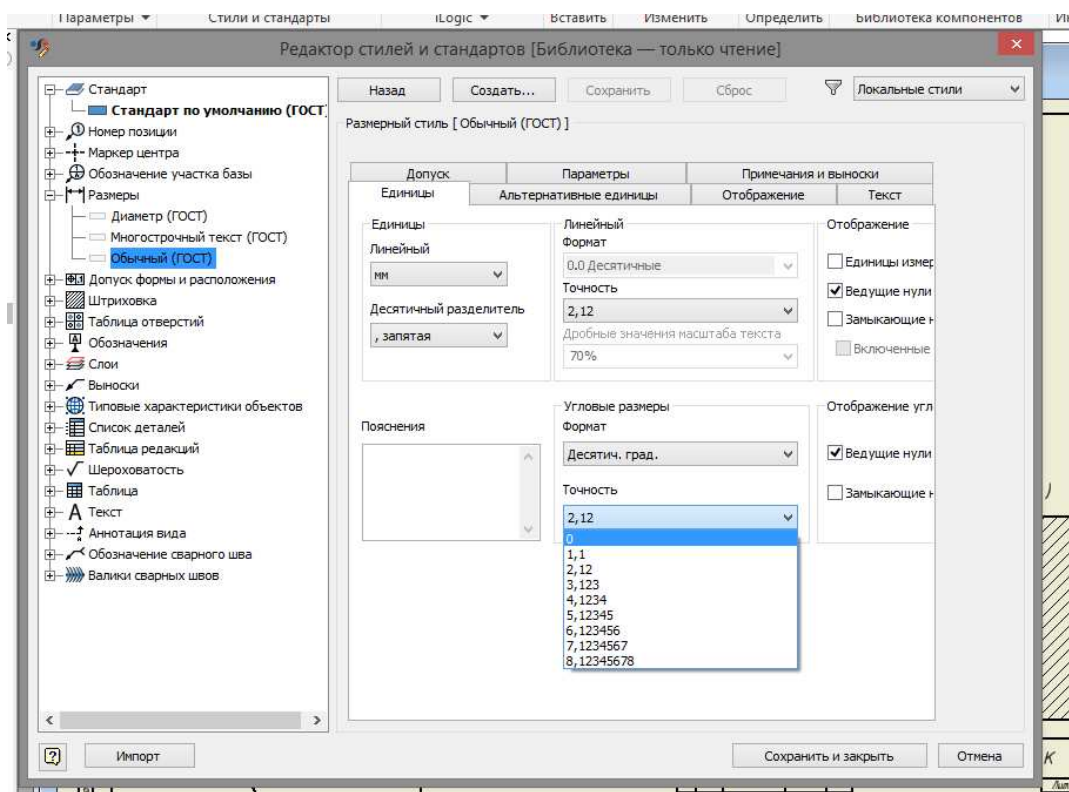 Параметры Стили и стандарты iLogic Вставить Изменить Определить Библиотека компонентов
Редактор стилей и стандартов [Библиотека — только чтение]
Назад Создать... Сохранить Сброс Локальные стили
Стандарт
Стандарт по умолчанию (ГОСТ
Номер позиции
Маркер центра
Обозначение участка базы
Размеры
Диаметр (ГОСТ)
Многострочный текст (ГОСТ)
Обычный (ГОСТ)
Допуск формы и расположения
Штриховка
Таблица отверстий
Обозначения
Слои
Выноски
Типовые характеристики объектов
Список деталей
Таблица редакций
Шероховатость
Таблица
Текст
Аннотация вида
Обозначение сварного шва
Валики сварных швов
Размерный стиль [ Обычный (ГОСТ) ]
Допуск Параметры Примечания и выноски
Единицы Альтернативные единицы Отображение Текст
Единицы
Линейный
мм
Десятичный разделитель
, запятая
Линейный
Формат
0.0 Десятичные
Точность
2,12
Дробные значения масштаба текста
70%
Отображение
Единицы измер
Ведущие нули
Замыкающие н
Включенные
Пояснения
Угловые размеры
Формат
Десятич. град.
Точность
2,12
0
1,1
2,12
3,123
4,1234
5,12345
6,123456
7,1234567
8,12345678
Отображение угл
Ведущие нули
Замыкающие н
Импорт Сохранить и закрыть Отмена